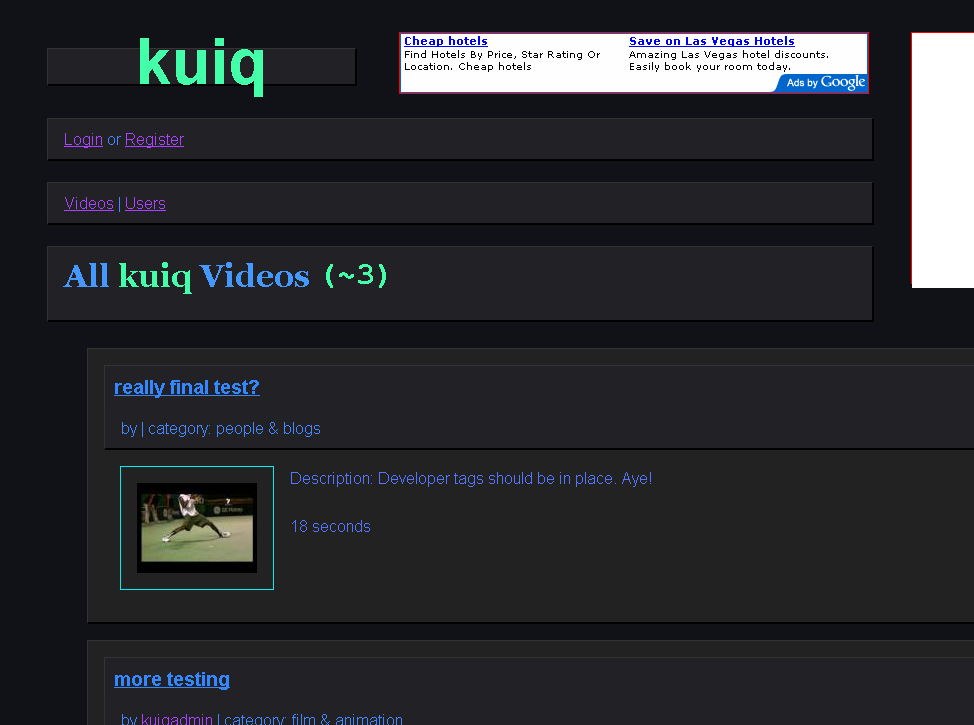 kuiq
Cheap hotels
Find Hotels By Price, Star Rating Or
Location. Cheap hotels
Save on Las Vegas Hotels
Amazing Las Vegas hotel discounts.
Easily book your room today.
Ads by Google
Login or Register
Videos | Users
All kuiq Videos (~3)
really final test?
by | category: people & blogs
Description: Developer tags should be in place. Aye!
18 seconds
more testing
by kuiqadmin | category: film & animation